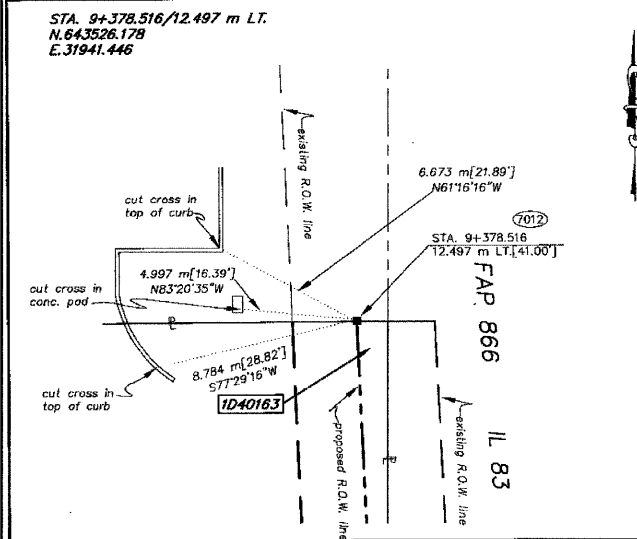 STA. 9+378.516/12.497 m LT.
N.643526.178
E.31941.446
existing R.O.W. line
6.673 m[21.89']
N61°16'16"W
7012
cut cross in
top of curb
STA. 9+378.516
12.497 m LT.[41.00']
4.997 m[16.39']
N83°20'35"W
cut cross in
conc. pad
FAP 866
8.784 m[28.82']
S77°29'16"W
cut cross in
top of curb
1D40163
proposed R.O.W. line
existing R.O.W. line
IL 83